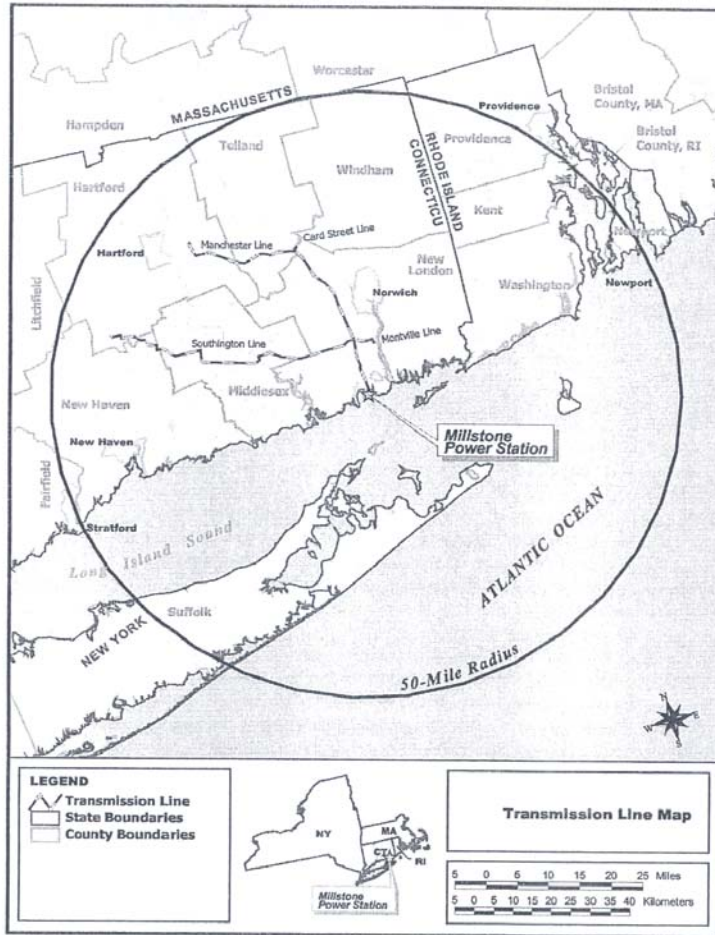 Worcester
MASSACHUSETTS
Hampden
Providence
Bristol
County, MA
Bristol
County, RI
Tolland
Providence
Windham
RHODE ISLAND
CONNECTICU
Hartford
Kent
Card Street Line
Manchester Line
Hartford
New
London
Newport
Washington
Newport
Norwich
Litchfield
Southington Line
Montville Line
Middlesex
New Haven
Millstone
Power Station
New Haven
Fairfield
Stratford
Long Island Sound
ATLANTIC OCEAN
Suffolk
NEW YORK
50-Mile Radius
N
W E
S
LEGEND
Transmission Line
State Boundaries
County Boundaries
NY
MA
CT
RI
Millstone
Power Station
Transmission Line Map
5 0 5 10 15 20 25 Miles
5 0 5 10 15 20 25 30 35 40 Kilometers